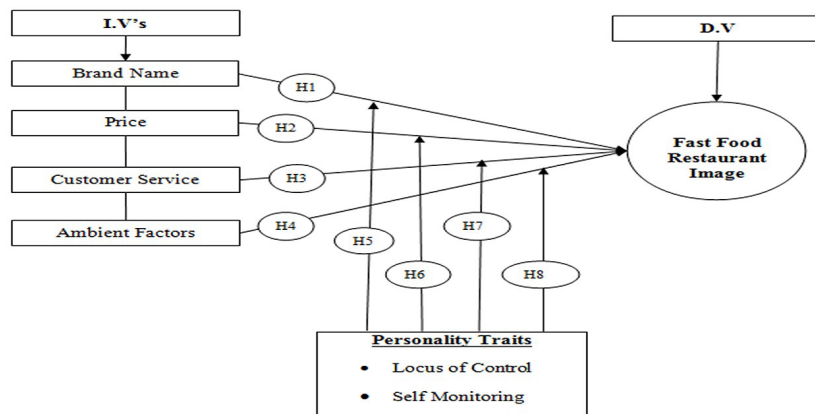 I.V's
D.V
Brand Name
H1
Price
H2
Fast Food
Restaurant
Image
Customer Service
H3
Ambient Factors
H4
H5
H7
H6
H8
Personality Traits
• Locus of Control
• Self Monitoring